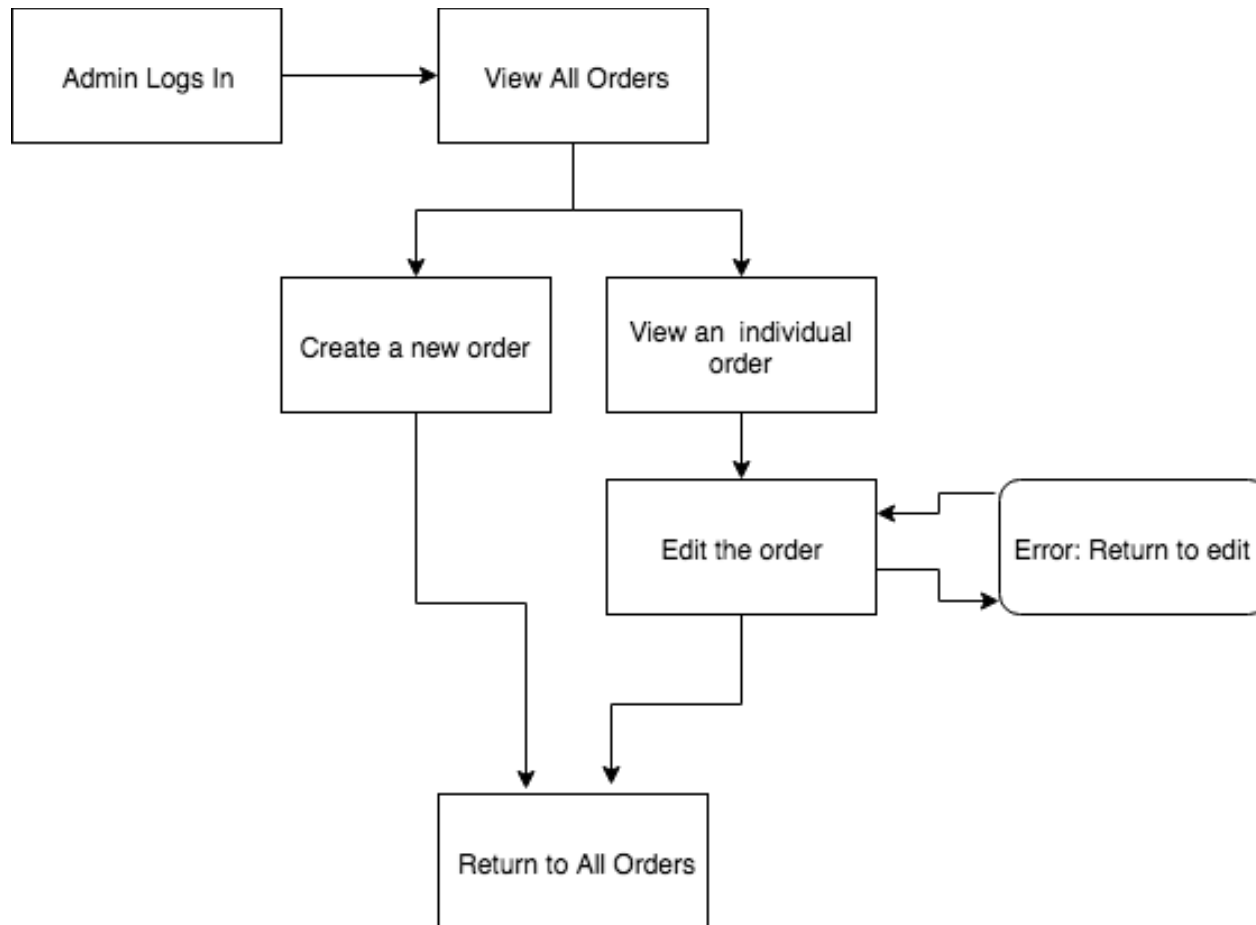 Admin Logs In
View All Orders
Create a new order
View an  individual
order
Edit the order
Error: Return to edit
Return to All Orders